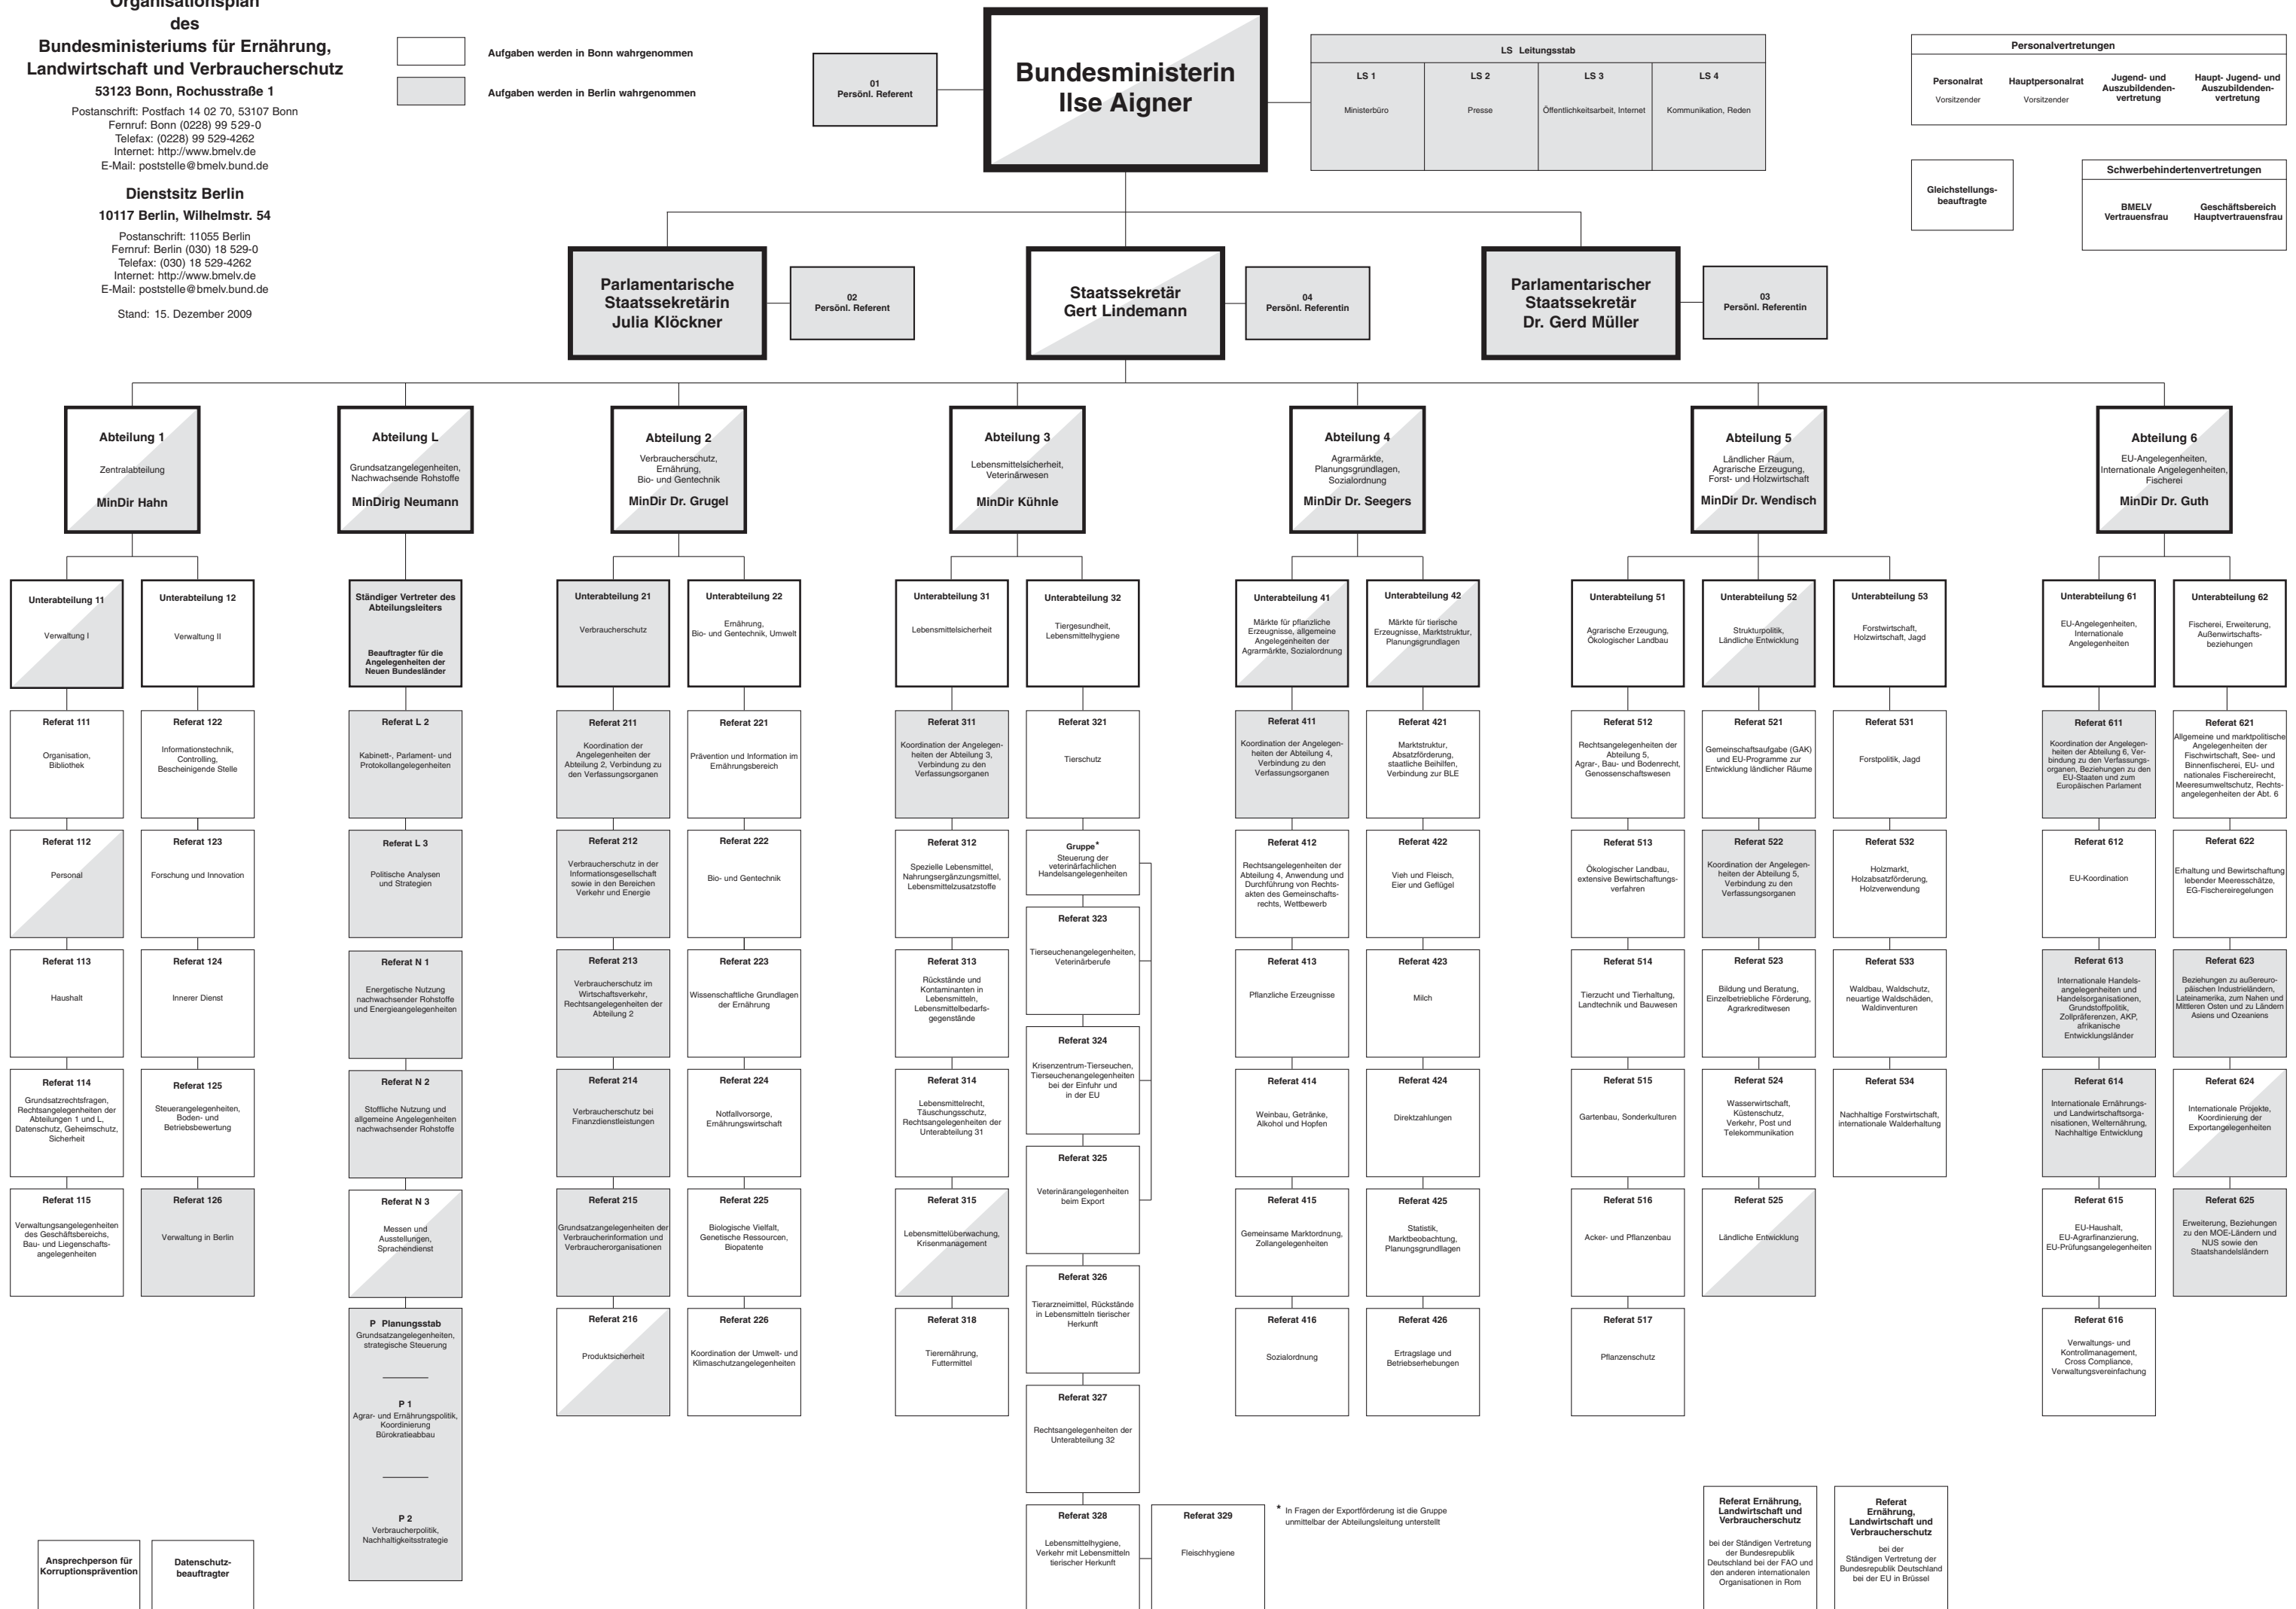 Organisationsplan
des
Bundesministeriums für Ernährung,
Landwirtschaft und Verbraucherschutz
53123 Bonn, Rochusstraße 1
Postanschrift: Postfach 14 02 70, 53107 Bonn
Fernruf: Bonn (0228) 99 529-0
Telefax: (0228) 99 529-4262
Internet: http://www.bmelv.de
E-Mail: poststelle@bmelv.bund.de
Dienstsitz Berlin
10117 Berlin, Wilhelmstr. 54
Postanschrift: 11055 Berlin
Fernruf: Berlin (030) 18 529-0
Telefax: (030) 18 529-4262
Internet: http://www.bmelv.de
E-Mail: poststelle@bmelv.bund.de
Stand: 15. Dezember 2009
Aufgaben werden in Bonn wahrgenommen
Aufgaben werden in Berlin wahrgenommen
01
Persönl. Referent
Bundesministerin
Ilse Aigner
LS Leitungsstab
LS 1
Ministerbüro
LS 2
Presse
LS 3
Öffentlichkeitsarbeit, Internet
LS 4
Kommunikation, Reden
Personalvertretungen
Personalrat
Vorsitzender
Hauptpersonalrat
Vorsitzender
Jugend- und
Auszubildenden-
vertretung
Haupt- Jugend- und
Auszubildenden-
vertretung
Gleichstellungs-
beauftragte
Schwerbehindertenvertretungen
BMELV
Vertrauensfrau
Geschäftsbereich
Hauptvertrauensfrau
Parlamentarische
Staatssekretärin
Julia Klöckner
02
Persönl. Referent
Staatssekretär
Gert Lindemann
04
Persönl. Referentin
Parlamentarischer
Staatssekretär
Dr. Gerd Müller
03
Persönl. Referentin
Abteilung 1
Zentralabteilung
MinDir Hahn
Abteilung L
Grundsatzangelegenheiten,
Nachwachsende Rohstoffe
MinDirig Neumann
Abteilung 2
Verbraucherschutz,
Ernährung,
Bio- und Gentechnik
MinDir Dr. Grugel
Abteilung 3
Lebensmittelsicherheit,
Veterinärwesen
MinDir Kühnle
Abteilung 4
Agrarmärkte,
Planungsgrundlagen,
Sozialordnung
MinDir Dr. Seegers
Abteilung 5
Ländlicher Raum,
Agrarische Erzeugung,
Forst- und Holzwirtschaft
MinDir Dr. Wendisch
Abteilung 6
EU-Angelegenheiten,
Internationale Angelegenheiten,
Fischerei
MinDir Dr. Guth
Unterabteilung 11
Verwaltung I
Unterabteilung 12
Verwaltung II
Ständiger Vertreter des
Abteilungsleiters
Beauftragter für die
Angelegenheiten der
Neuen Bundesländer
Unterabteilung 21
Verbraucherschutz
Unterabteilung 22
Ernährung,
Bio- und Gentechnik, Umwelt
Unterabteilung 31
Lebensmittelsicherheit
Unterabteilung 32
Tiergesundheit,
Lebensmittelhygiene
Unterabteilung 41
Märkte für pflanzliche
Erzeugnisse, allgemeine
Angelegenheiten der
Agrarmärkte, Sozialordnung
Unterabteilung 42
Märkte für tierische
Erzeugnisse, Marktstruktur,
Planungsgrundlagen
Unterabteilung 51
Agrarische Erzeugung,
Ökologischer Landbau
Unterabteilung 52
Strukturpolitik,
Ländliche Entwicklung
Unterabteilung 53
Forstwirtschaft,
Holzwirtschaft, Jagd
Unterabteilung 61
EU-Angelegenheiten,
Internationale
Angelegenheiten
Unterabteilung 62
Fischerei, Erweiterung,
Außenwirtschafts-
beziehungen
Referat 111
Organisation,
Bibliothek
Referat 122
Informationstechnik,
Controlling,
Bescheinigende Stelle
Referat L 2
Kabinett-, Parlament- und
Protokollangelegenheiten
Referat 211
Koordination der
Angelegenheiten der
Abteilung 2, Verbindung zu
den Verfassungsorganen
Referat 221
Prävention und Information im
Ernährungsbereich
Referat 311
Koordination der Angelegen-
heiten der Abteilung 3,
Verbindung zu den
Verfassungsorganen
Referat 321
Tierschutz
Referat 411
Koordination der Angelegen-
heiten der Abteilung 4,
Verbindung zu den
Verfassungsorganen
Referat 421
Marktstruktur,
Absatzförderung,
staatliche Beihilfen,
Verbindung zur BLE
Referat 512
Rechtsangelegenheiten der
Abteilung 5,
Agrar-, Bau- und Bodenrecht,
Genossenschaftswesen
Referat 521
Gemeinschaftsaufgabe (GAK)
und EU-Programme zur
Entwicklung ländlicher Räume
Referat 531
Forstpolitik, Jagd
Referat 611
Koordination der Angelegen-
heiten der Abteilung 6, Ver-
bindung zu den Verfassungs-
organen, Beziehungen zu den
EU-Staaten und zum
Europäischen Parlament
Referat 621
Allgemeine und marktpolitische
Angelegenheiten der
Fischwirtschaft, See- und
Binnenfischerei, EU- und
nationales Fischereirecht,
Meeresumweltschutz, Rechts-
angelegenheiten der Abt. 6
Referat 112
Personal
Referat 123
Forschung und Innovation
Referat L 3
Politische Analysen
und Strategien
Referat 212
Verbraucherschutz in der
Informationsgesellschaft
sowie in den Bereichen
Verkehr und Energie
Referat 222
Bio- und Gentechnik
Referat 312
Spezielle Lebensmittel,
Nahrungsergänzungsmittel,
Lebensmittelzusatzstoffe
Gruppe*
Steuerung der
veterinärfachlichen
Handelsangelegenheiten
Referat 412
Rechtsangelegenheiten der
Abteilung 4, Anwendung und
Durchführung von Rechts-
akten des Gemeinschafts-
rechts, Wettbewerb
Referat 422
Vieh und Fleisch,
Eier und Geflügel
Referat 513
Ökologischer Landbau,
extensive Bewirtschaftungs-
verfahren
Referat 522
Koordination der Angelegen-
heiten der Abteilung 5,
Verbindung zu den
Verfassungsorganen
Referat 532
Holzmarkt,
Holzabsatzförderung,
Holzverwendung
Referat 612
EU-Koordination
Referat 622
Erhaltung und Bewirtschaftung
lebender Meeresschätze,
EG-Fischereiregelungen
Referat 323
Tierseuchenangelegenheiten,
Veterinärberufe
Referat 113
Haushalt
Referat 124
Innerer Dienst
Referat N 1
Energetische Nutzung
nachwachsender Rohstoffe
und Energieangelegenheiten
Referat 213
Verbraucherschutz im
Wirtschaftsverkehr,
Rechtsangelegenheiten der
Abteilung 2
Referat 223
Wissenschaftliche Grundlagen
der Ernährung
Referat 313
Rückstände und
Kontaminanten in
Lebensmitteln,
Lebensmittelbedarfs-
gegenstände
Referat 413
Pflanzliche Erzeugnisse
Referat 423
Milch
Referat 514
Tierzucht und Tierhaltung,
Landtechnik und Bauwesen
Referat 523
Bildung und Beratung,
Einzelbetriebliche Förderung,
Agrarkreditwesen
Referat 533
Waldbau, Waldschutz,
neuartige Waldschäden,
Waldinventuren
Referat 613
Internationale Handels-
angelegenheiten und
Handelsorganisationen,
Grundstoffpolitik,
Zollpräferenzen, AKP,
afrikanische
Entwicklungsländer
Referat 623
Beziehungen zu außereuro-
päischen Industrieländern,
Lateinamerika, zum Nahen und
Mittleren Osten und zu Ländern
Asiens und Ozeaniens
Referat 324
Krisenzentrum-Tierseuchen,
Tierseuchenangelegenheiten
bei der Einfuhr und
in der EU
Referat 114
Grundsatzrechtsfragen,
Rechtsangelegenheiten der
Abteilungen 1 und L,
Datenschutz, Geheimschutz,
Sicherheit
Referat 125
Steuerangelegenheiten,
Boden- und
Betriebsbewertung
Referat N 2
Stoffliche Nutzung und
allgemeine Angelegenheiten
nachwachsender Rohstoffe
Referat 214
Verbraucherschutz bei
Finanzdienstleistungen
Referat 224
Notfallvorsorge,
Ernährungswirtschaft
Referat 314
Lebensmittelrecht,
Täuschungsschutz,
Rechtsangelegenheiten der
Unterabteilung 31
Referat 414
Weinbau, Getränke,
Alkohol und Hopfen
Referat 424
Direktzahlungen
Referat 515
Gartenbau, Sonderkulturen
Referat 524
Wasserwirtschaft,
Küstenschutz,
Verkehr, Post und
Telekommunikation
Referat 534
Nachhaltige Forstwirtschaft,
internationale Walderhaltung
Referat 614
Internationale Ernährungs-
und Landwirtschaftsorga-
nisationen, Welternährung,
Nachhaltige Entwicklung
Referat 624
Internationale Projekte,
Koordinierung der
Exportangelegenheiten
Referat 325
Veterinärangelegenheiten
beim Export
Referat 115
Verwaltungsangelegenheiten
des Geschäftsbereichs,
Bau- und Liegenschafts-
angelegenheiten
Referat 126
Verwaltung in Berlin
Referat N 3
Messen und
Ausstellungen,
Sprachendienst
Referat 215
Grundsatzangelegenheiten der
Verbraucherinformation und
Verbraucherorganisationen
Referat 225
Biologische Vielfalt,
Genetische Ressourcen,
Biopatente
Referat 315
Lebensmittelüberwachung,
Krisenmanagement
Referat 415
Gemeinsame Marktordnung,
Zollangelegenheiten
Referat 425
Statistik,
Marktbeobachtung,
Planungsgrundllagen
Referat 516
Acker- und Pflanzenbau
Referat 525
Ländliche Entwicklung
Referat 615
EU-Haushalt,
EU-Agrarfinanzierung,
EU-Prüfungsangelegenheiten
Referat 625
Erweiterung, Beziehungen
zu den MOE-Ländern und
NUS sowie den
Staatshandelsländern
Referat 326
Tierarzneimittel, Rückstände
in Lebensmitteln tierischer
Herkunft
P Planungsstab
Grundsatzangelegenheiten,
strategische Steuerung
P 1
Agrar- und Ernährungspolitik,
Koordinierung
Bürokratieabbau
P 2
Verbraucherpolitik,
Nachhaltigkeitsstrategie
Referat 216
Produktsicherheit
Referat 226
Koordination der Umwelt- und
Klimaschutzangelegenheiten
Referat 318
Tierernährung,
Futtermittel
Referat 416
Sozialordnung
Referat 426
Ertragslage und
Betriebserhebungen
Referat 517
Pflanzenschutz
Referat 616
Verwaltungs- und
Kontrollmanagement,
Cross Compliance,
Verwaltungsvereinfachung
Referat 327
Rechtsangelegenheiten der
Unterabteilung 32
Referat 328
Lebensmittelhygiene,
Verkehr mit Lebensmitteln
tierischer Herkunft
Referat 329
Fleischhygiene
* In Fragen der Exportförderung ist die Gruppe
unmittelbar der Abteilungsleitung unterstellt
Referat Ernährung,
Landwirtschaft und
Verbraucherschutz
bei der Ständigen Vertretung
der Bundesrepublik
Deutschland bei der FAO und
den anderen internationalen
Organisationen in Rom
Referat
Ernährung,
Landwirtschaft und
Verbraucherschutz
bei der
Ständigen Vertretung der
Bundesrepublik Deutschland
bei der EU in Brüssel
Ansprechperson für
Korruptionsprävention
Datenschutz-
beauftragter